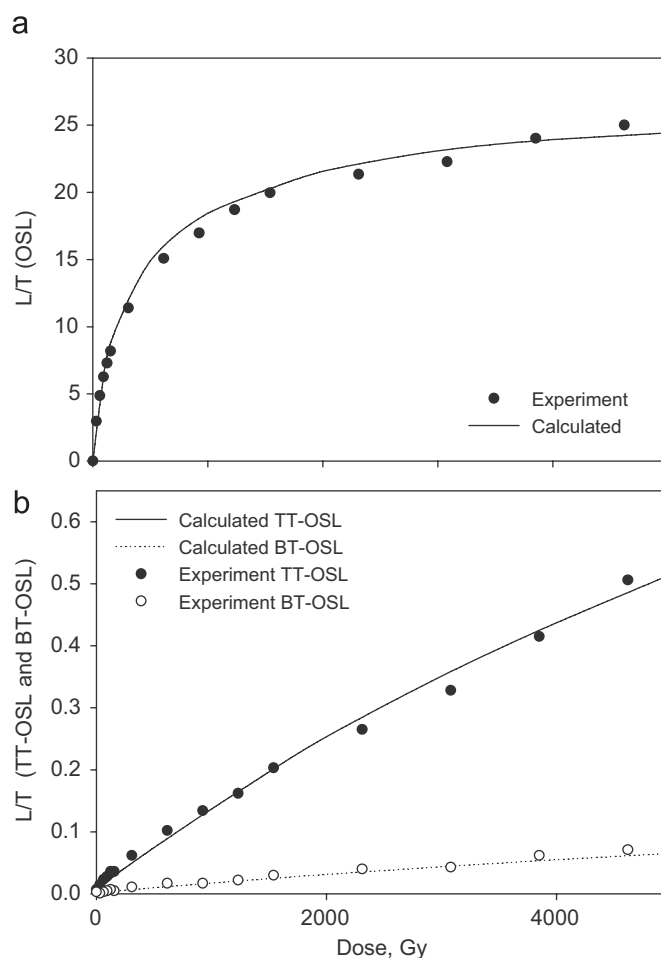 a
30
25
20
15
10
5
0
L/T (OSL)
Experiment
Calculated
b
0.6
0.5
0.4
0.3
0.2
0.1
0.0
L/T (TT-OSL and BT-OSL)
Calculated TT-OSL
Calculated BT-OSL
Experiment TT-OSL
Experiment BT-OSL
0 2000 4000
Dose, Gy